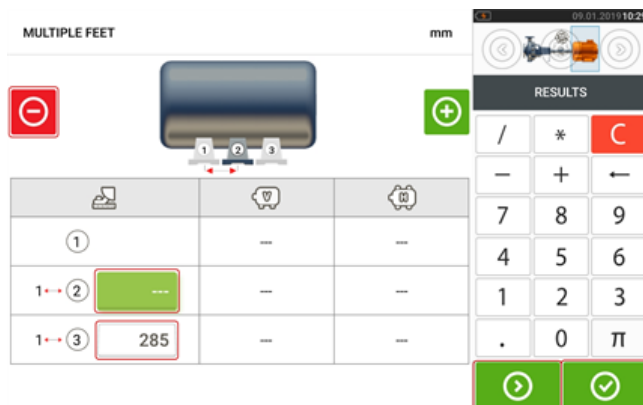 09.01.2019 10:29
MULTIPLE FEET mm
RESULTS
1 2 3
/ * C
- + ←
7 8 9
4 5 6
1 2 3
. 0 π
V H
1 --- ---
1↔2 --- --- ---
1↔3 285 --- ---